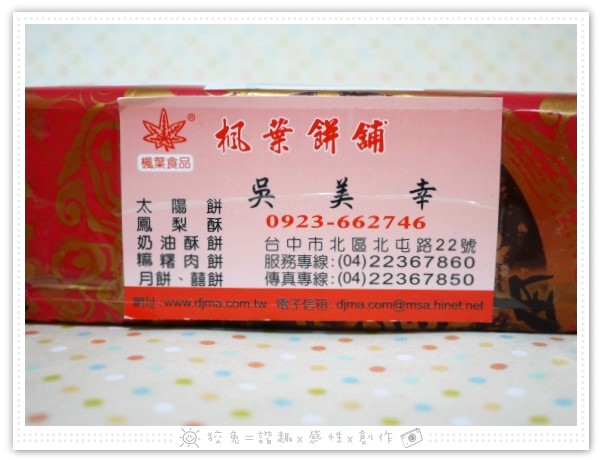 楓葉餅舖
®
楓葉食品
吳美幸
0923-662746
太陽餅
鳳梨酥
奶油酥餅
糕糬肉餅
月餅、囍餅
台中市北區北屯路22號
服務專線:(04)22367860
傳真專線:(04)22367850
網址:www.djma.com.tw 電子信箱:djma.com@msa.hinet.net
狡兔=諧趣x感性x創作